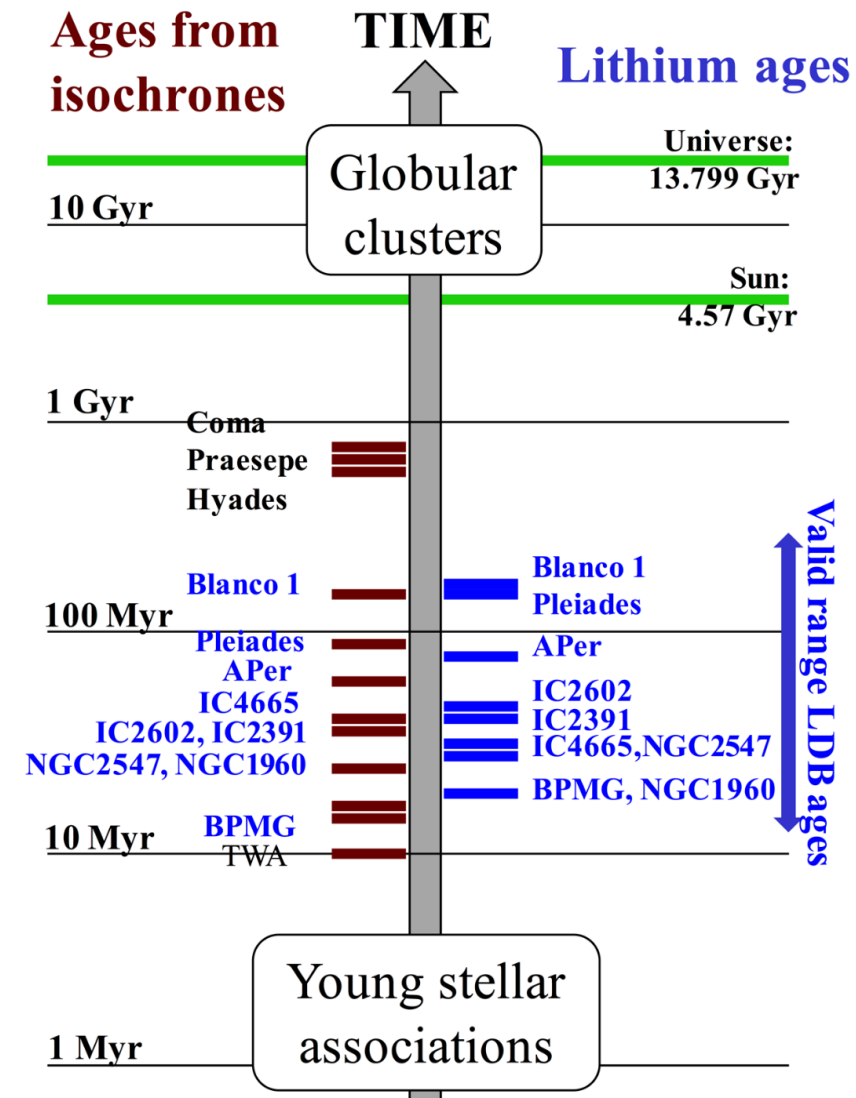 Ages from
isochrones
TIME
Lithium ages
Universe:
13.799 Gyr
Globular
clusters
10 Gyr
Sun:
4.57 Gyr
1 Gyr
Coma
Praesepe
Hyades
Blanco 1
Blanco 1
Pleiades
100 Myr
Pleiades
APer
APer
IC4665
IC2602
IC2602, IC2391
IC2391
IC4665,NGC2547
NGC2547, NGC1960
BPMG, NGC1960
BPMG
10 Myr
TWA
Valid range LDB ages
Young stellar
associations
1 Myr